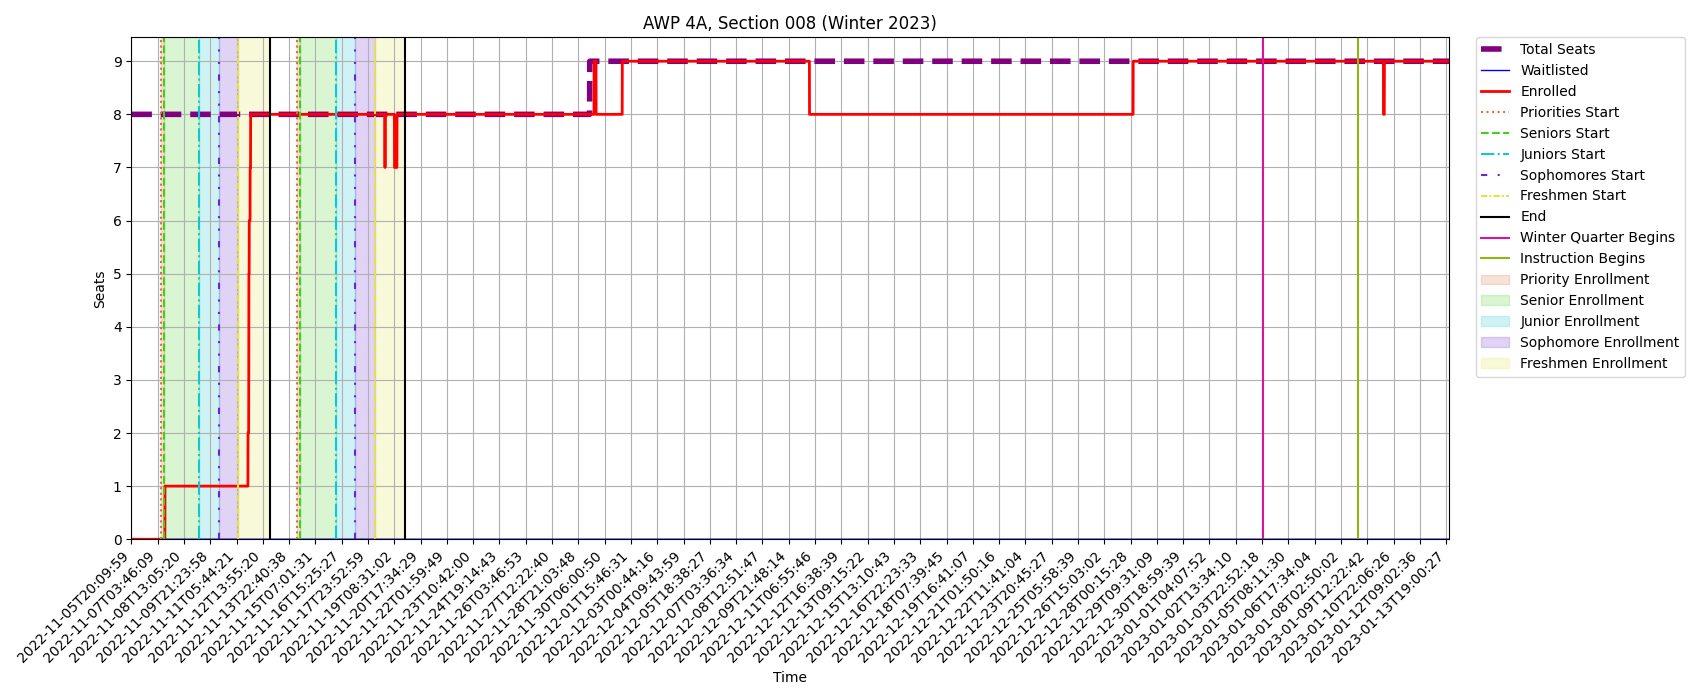 AWP 4A, Section 008 (Winter 2023)
Total Seats
Waitlisted
Enrolled
Priorities Start
Seniors Start
Juniors Start
Sophomores Start
Freshmen Start
End
Winter Quarter Begins
Instruction Begins
Priority Enrollment
Senior Enrollment
Junior Enrollment
Sophomore Enrollment
Freshmen Enrollment
Seats
9
8
7
6
5
4
3
2
1
0
2022-11-05T20:09:59
2022-11-07T03:46:09
2022-11-08T13:05:20
2022-11-09T21:23:58
2022-11-11T05:44:21
2022-11-12T13:55:20
2022-11-13T22:40:38
2022-11-15T07:01:31
2022-11-16T15:25:27
2022-11-17T23:52:59
2022-11-19T08:31:02
2022-11-20T17:34:29
2022-11-22T01:59:49
2022-11-23T10:42:00
2022-11-24T19:14:43
2022-11-26T03:46:53
2022-11-27T12:22:40
2022-11-28T21:03:48
2022-11-30T06:00:50
2022-12-01T15:46:31
2022-12-03T00:44:16
2022-12-04T09:43:59
2022-12-05T18:38:27
2022-12-07T03:36:34
2022-12-08T12:51:47
2022-12-09T21:48:14
2022-12-11T06:55:46
2022-12-12T16:38:39
2022-12-13T09:15:22
2022-12-15T13:10:43
2022-12-16T22:23:33
2022-12-18T07:39:45
2022-12-19T16:41:07
2022-12-21T01:50:16
2022-12-22T11:41:04
2022-12-23T20:45:27
2022-12-25T05:58:39
2022-12-26T15:03:02
2022-12-28T00:15:28
2022-12-29T09:31:09
2022-12-30T18:59:39
2023-01-01T04:07:52
2023-01-02T13:34:10
2023-01-03T22:52:18
2023-01-05T08:11:30
2023-01-06T17:34:04
2023-01-08T02:50:02
2023-01-09T12:22:42
2023-01-10T22:06:26
2023-01-12T09:02:36
2023-01-13T19:00:27
Time